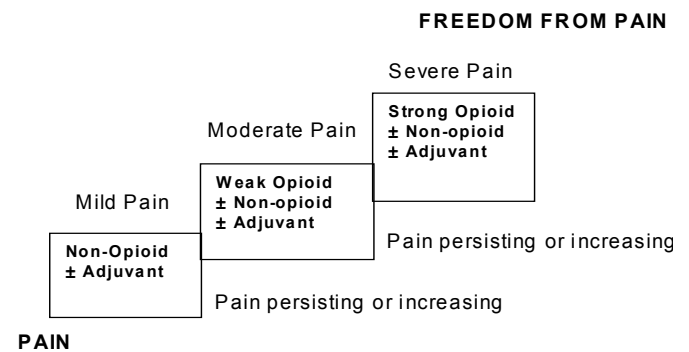 FREEDOM FROM PAIN
Severe Pain
Strong Opioid
± Non-opioid
± Adjuvant
Moderate Pain
Weak Opioid
± Non-opioid
± Adjuvant
Mild Pain
Pain persisting or increasing
Non-Opioid
± Adjuvant
Pain persisting or increasing
PAIN